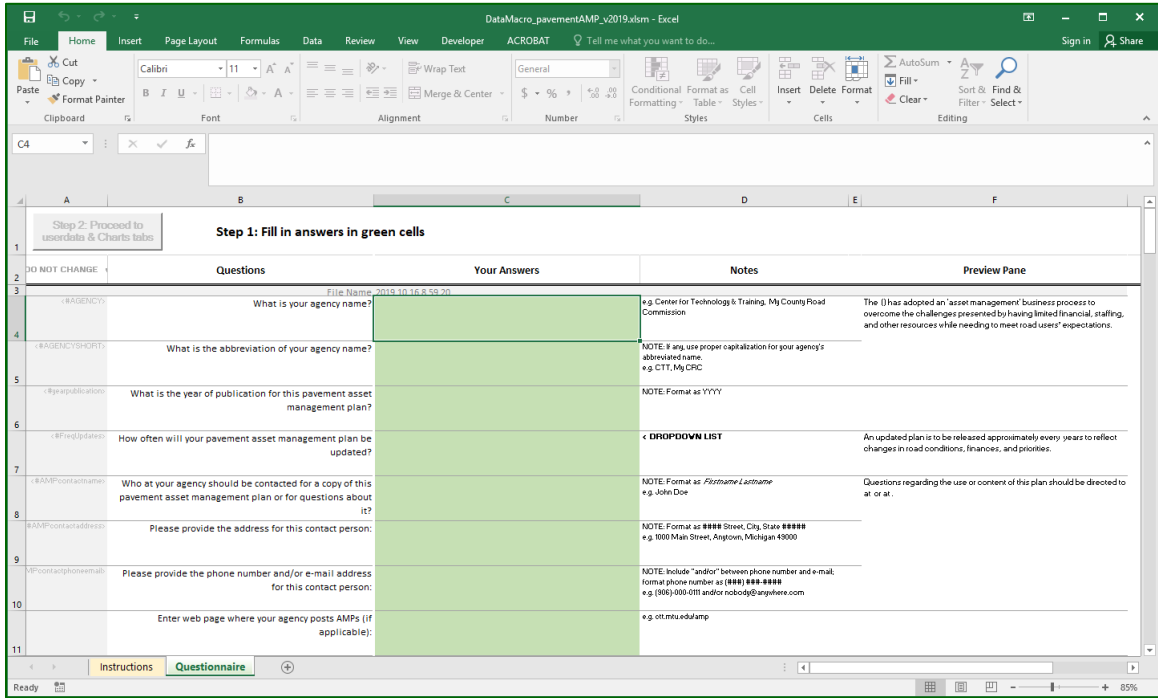 DataMacro_pavementAMP_v2019.xlsm - Excel
File Home Insert Page Layout Formulas Data Review View Developer ACROBAT Tell me what you want to do... Sign in Share
Paste
Cut
Copy
Format Painter
Clipboard
Calibri 11
B I U
Font
Wrap Text
Merge & Center
Alignment
General
$ % ,
Number
Conditional Formatting
Format as Table
Cell Styles
Styles
Insert Delete Format
Cells
AutoSum
Fill
Clear
Sort & Filter
Find & Select
Editing
C4
fx
A B C D E F
1
Step 2: Proceed to
userdata & Charts tabs
Step 1: Fill in answers in green cells
2
DO NOT CHANGE
Questions
Your Answers
Notes
Preview Pane
3
File Name
2019.10.16.8.59.20
4
<#AGENCY>
What is your agency name?
e.g. Center for Technology & Training, My County Road
Commission
The () has adopted an 'asset management' business process to
overcome the challenges presented by having limited financial, staffing,
and other resources while needing to meet road users' expectations.
5
<#AGENCYSHORT>
What is the abbreviation of your agency name?
NOTE: If any, use proper capitalization for your agency's
abbreviated name.
e.g. CTT, My CRC
6
<#yearpublication>
What is the year of publication for this pavement asset
management plan?
NOTE: Format as YYYY
7
<#FreqUpdates>
How often will your pavement asset management plan be
updated?
< DROPDOWN LIST
An updated plan is to be released approximately every years to reflect
changes in road conditions, finances, and priorities.
8
<#AMPcontactname>
Who at your agency should be contacted for a copy of this
pavement asset management plan or for questions about
it?
NOTE: Format as Firstname Lastname
e.g. John Doe
Questions regarding the use or content of this plan should be directed to
at or at .
9
#AMPcontactaddress>
Please provide the address for this contact person:
NOTE: Format as #### Street, City, State #####
e.g. 1000 Main Street, Anytown, Michigan 49000
10
MPcontactphoneemail>
Please provide the phone number and/or e-mail address
for this contact person:
NOTE: Include "and/or" between phone number and e-mail;
format phone number as (###) ###-####
e.g. (906)-000-0111 and/or nobody@anywhere.com
11
Enter web page where your agency posts AMPs (if
applicable):
e.g. ctt.mtu.edu/amp
Instructions Questionnaire
Ready
85%